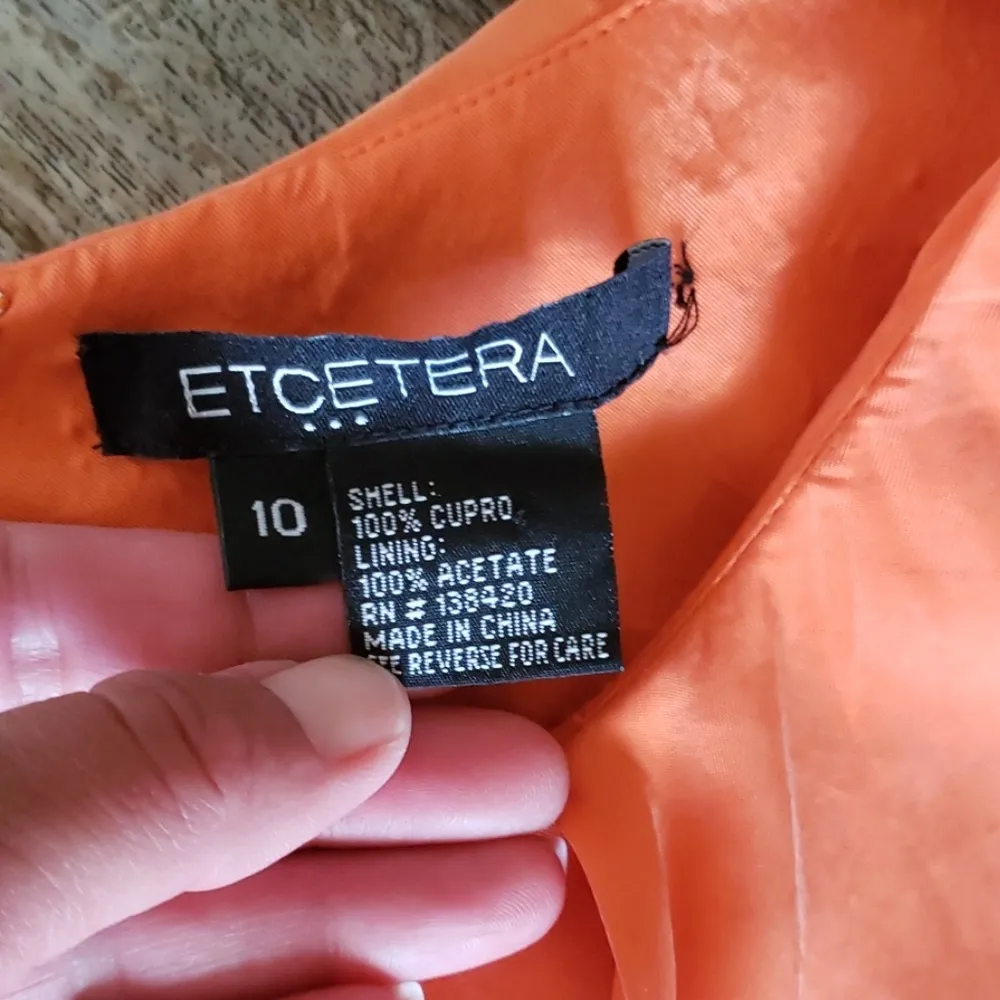 ETCETERA
10
SHELL:
100% CUPRO
LINING:
100% ACETATE
RN # 138420
MADE IN CHINA
REVERSE FOR CARE